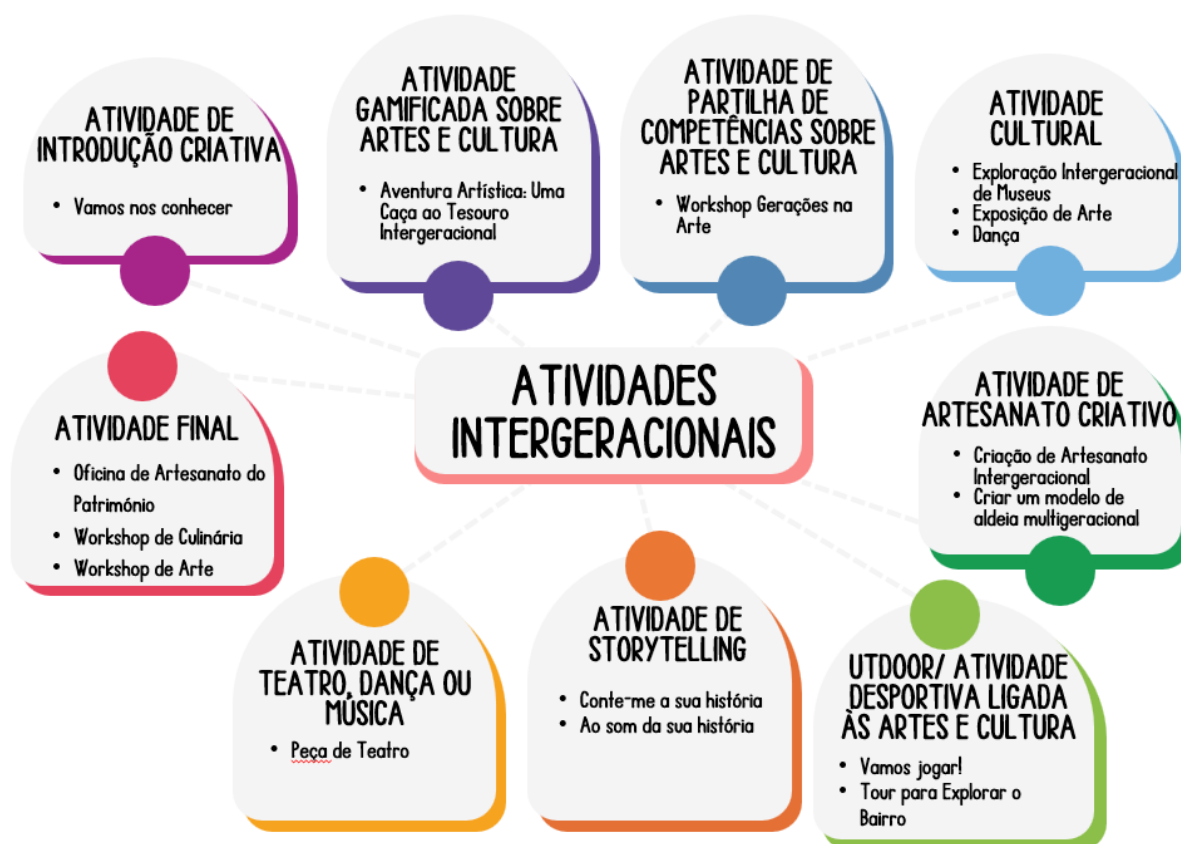 ATIVIDADE DE
INTRODUÇÃO CRIATIVA
• Vamos nos conhecer
ATIVIDADE
GAMIFICADA SOBRE
ARTES E CULTURA
• Aventura Artística: Uma
Caça ao Tesouro
Intergeracional
ATIVIDADE DE
PARTILHA DE
COMPETÊNCIAS SOBRE
ARTES E CULTURA
• Workshop Gerações na
Arte
ATIVIDADE
CULTURAL
• Exploração Intergeracional
de Museus
• Exposição de Arte
• Dança
ATIVIDADES
INTERGERACIONAIS
ATIVIDADE FINAL
• Oficina de Artesanato do
Património
• Workshop de Culinária
• Workshop de Arte
ATIVIDADE DE
ARTESANATO CRIATIVO
• Criação de Artesanato
Intergeracional
• Criar um modelo de
aldeia multigeracional
ATIVIDADE DE
TEATRO, DANÇA OU
MÚSICA
• Peça de Teatro
ATIVIDADE DE
STORYTELLING
• Conte-me a sua história
• Ao som da sua história
UTDOOR/ ATIVIDADE
DESPORTIVA LIGADA
ÀS ARTES E CULTURA
• Vamos jogar!
• Tour para Explorar o
Bairro